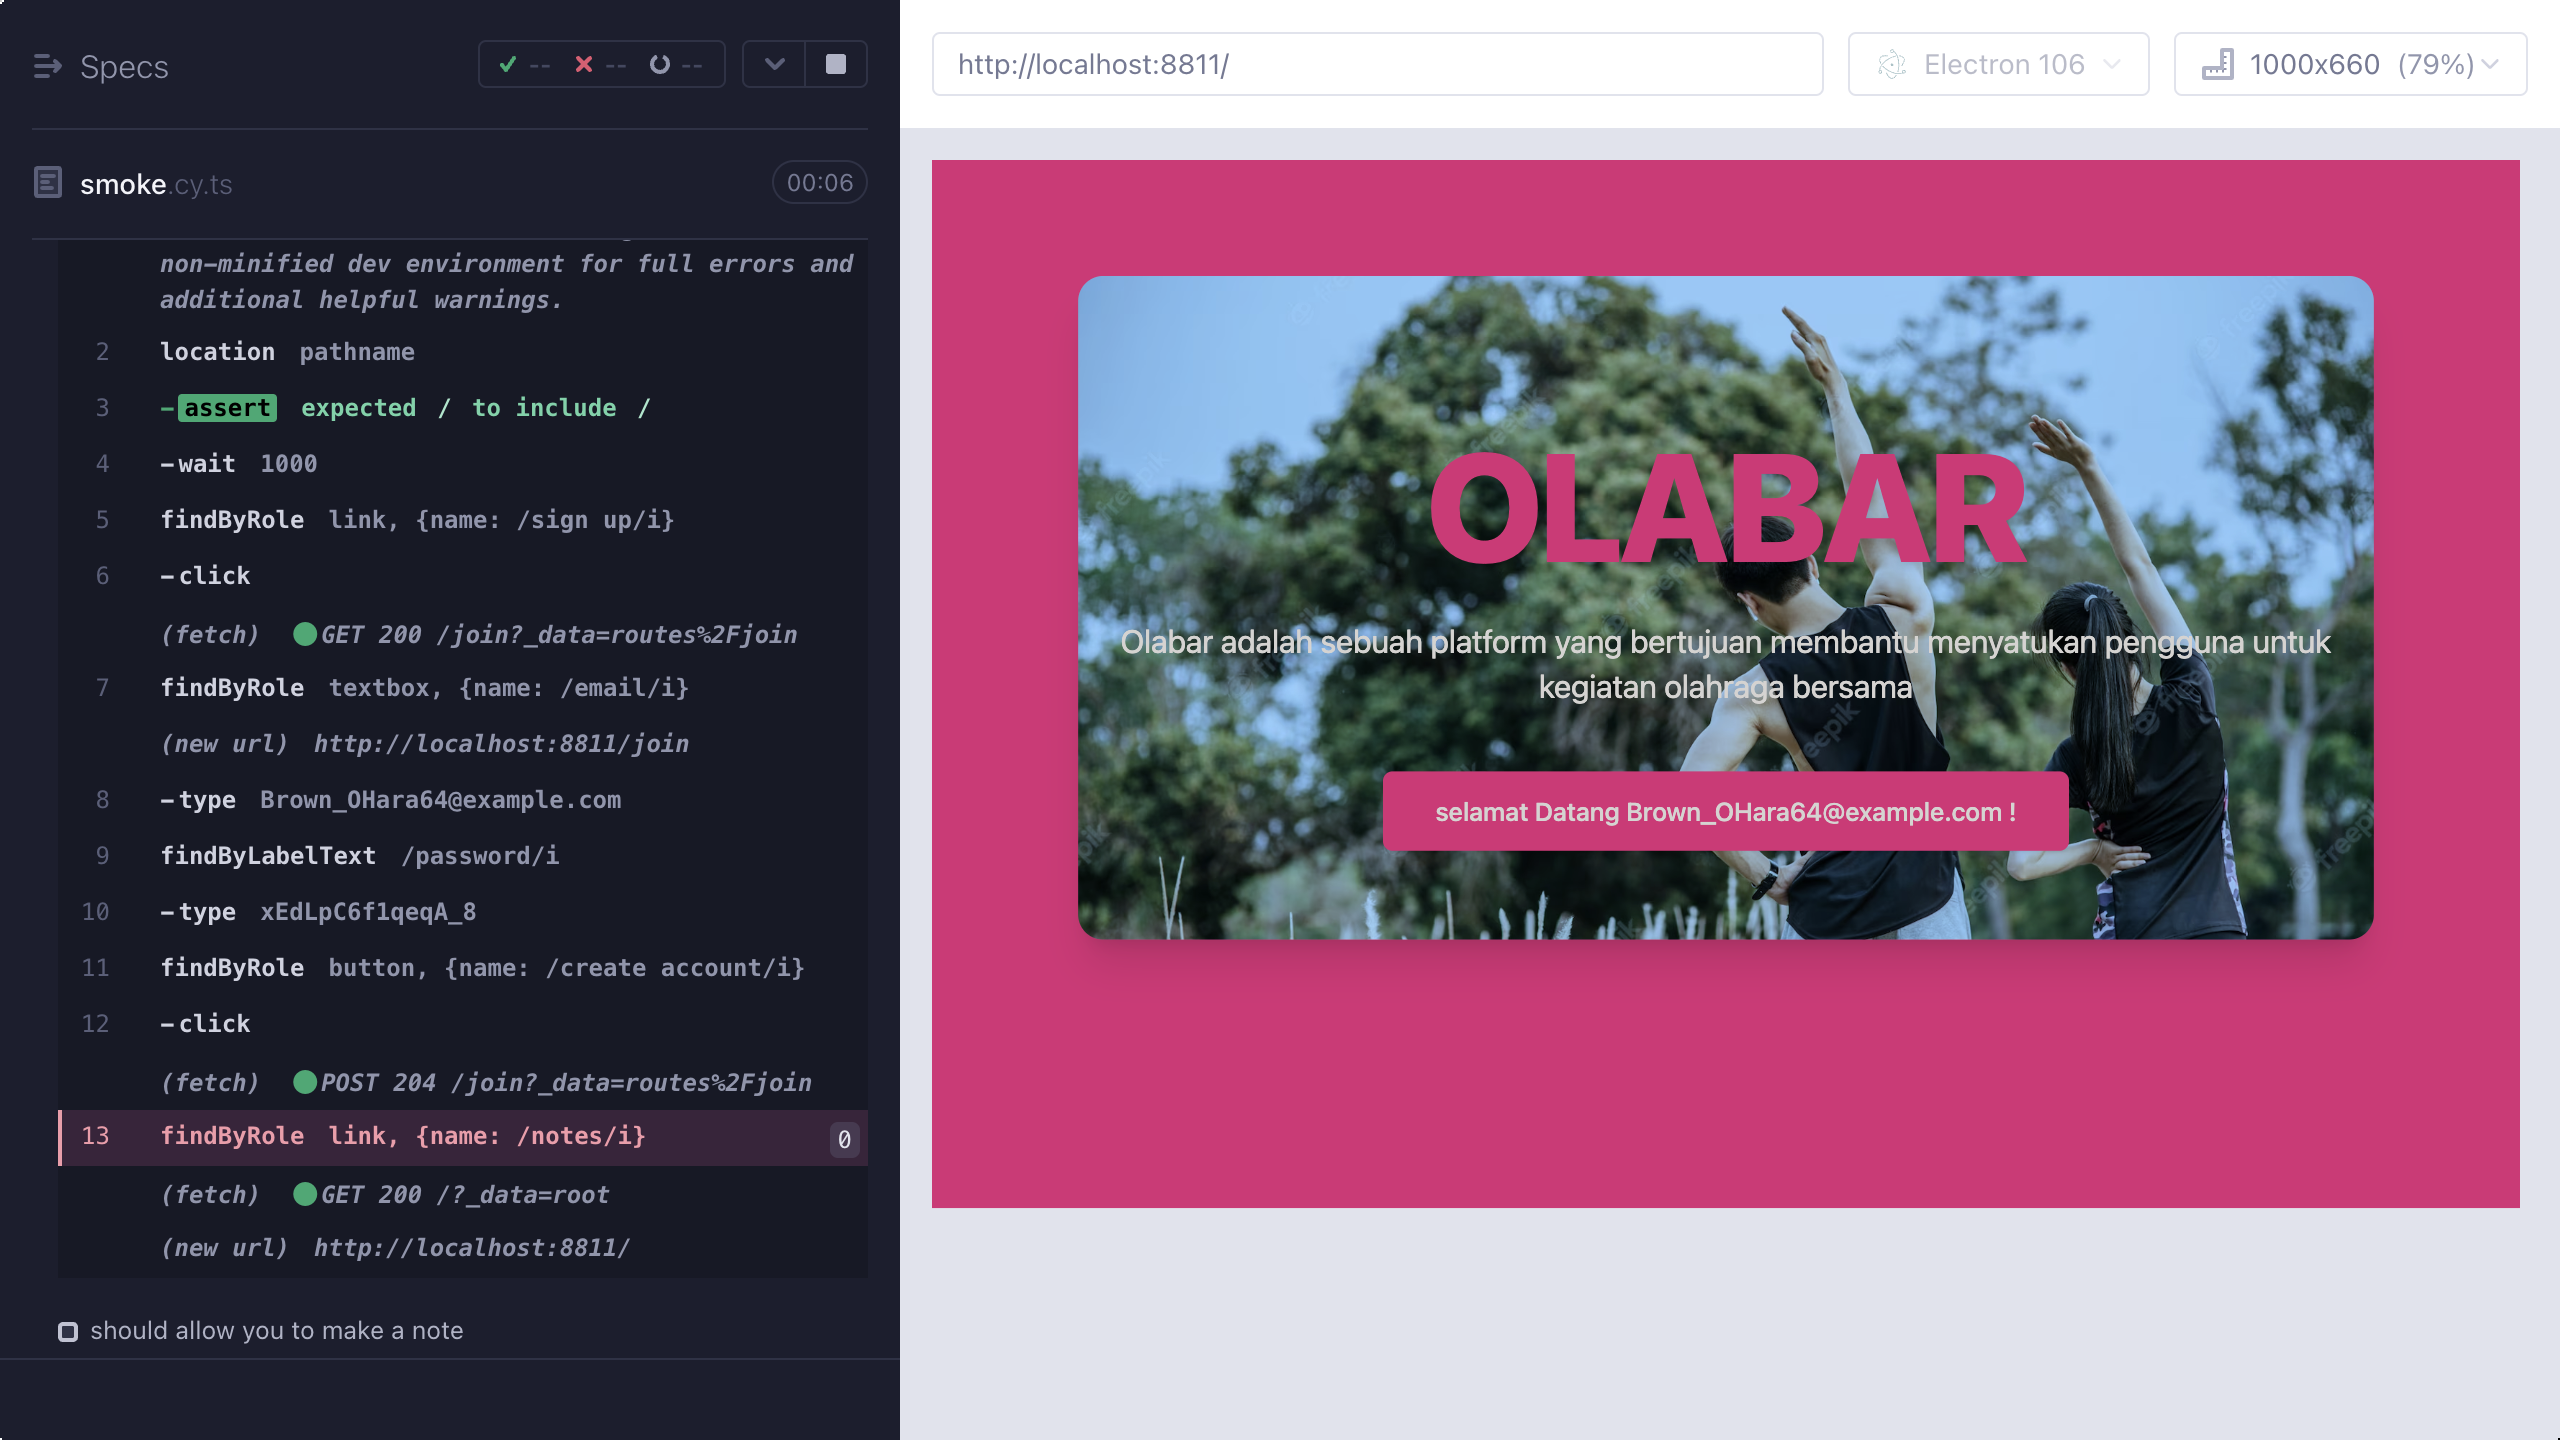 Specs
-- -- --
smoke.cy.ts
00:06
non-minified dev environment for full errors and
additional helpful warnings.
2 location pathname
3 -assert expected / to include /
4 -wait 1000
5 findByRole link, {name: /sign up/i}
6 -click
(fetch) GET 200 /join?_data=routes%2Fjoin
7 findByRole textbox, {name: /email/i}
(new url) http://localhost:8811/join
8 -type Brown_OHara64@example.com
9 findByLabelText /password/i
10 -type xEdLpC6f1qeqA_8
11 findByRole button, {name: /create account/i}
12 -click
(fetch) POST 204 /join?_data=routes%2Fjoin
13 findByRole link, {name: /notes/i} 0
(fetch) GET 200 /?_data=root
(new url) http://localhost:8811/
should allow you to make a note
http://localhost:8811/
Electron 106
1000x660 (79%)
OLABAR
Olabar adalah sebuah platform yang bertujuan membantu menyatukan pengguna untuk
kegiatan olahraga bersama
selamat Datang Brown_OHara64@example.com !
freepik